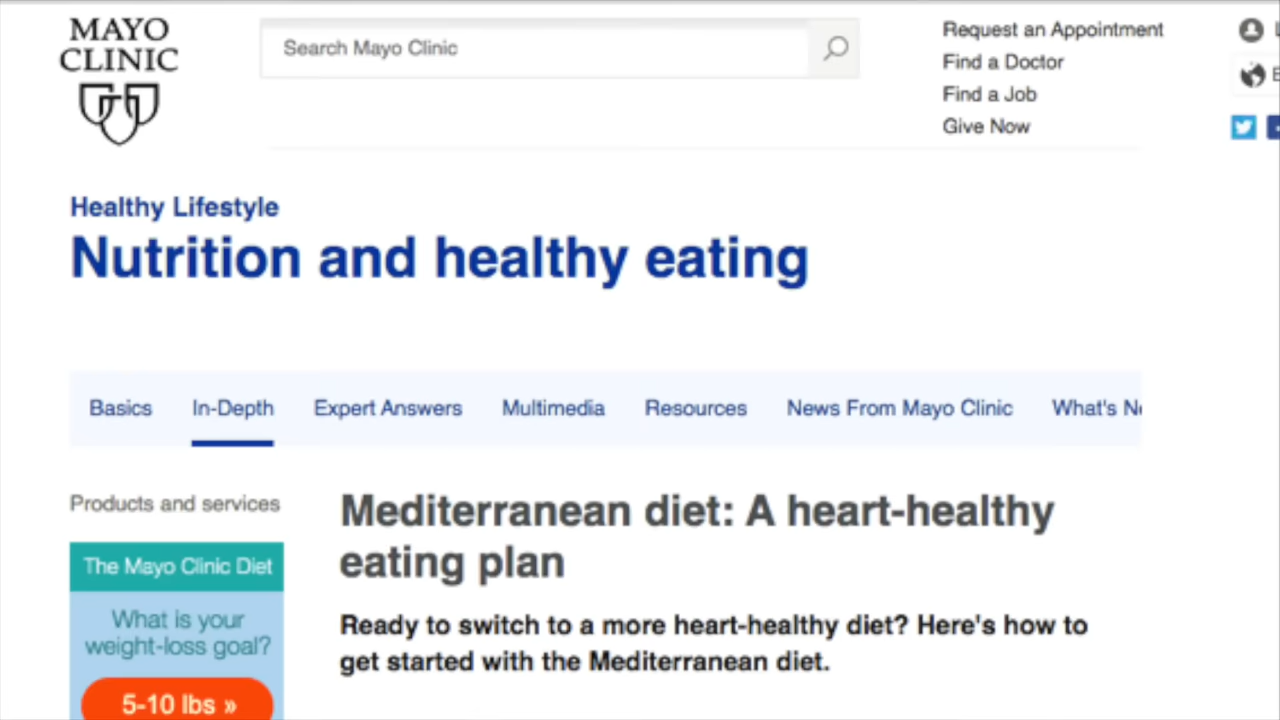 MAYO
CLINIC
Search Mayo Clinic
Request an Appointment
Find a Doctor
Find a Job
Give Now
Healthy Lifestyle
Nutrition and healthy eating
Basics In-Depth Expert Answers Multimedia Resources News From Mayo Clinic What's
Products and services
The Mayo Clinic Diet
What is your
weight-loss goal?
5-10 lbs »
Mediterranean diet: A heart-healthy
eating plan
Ready to switch to a more heart-healthy diet? Here's how to
get started with the Mediterranean diet.